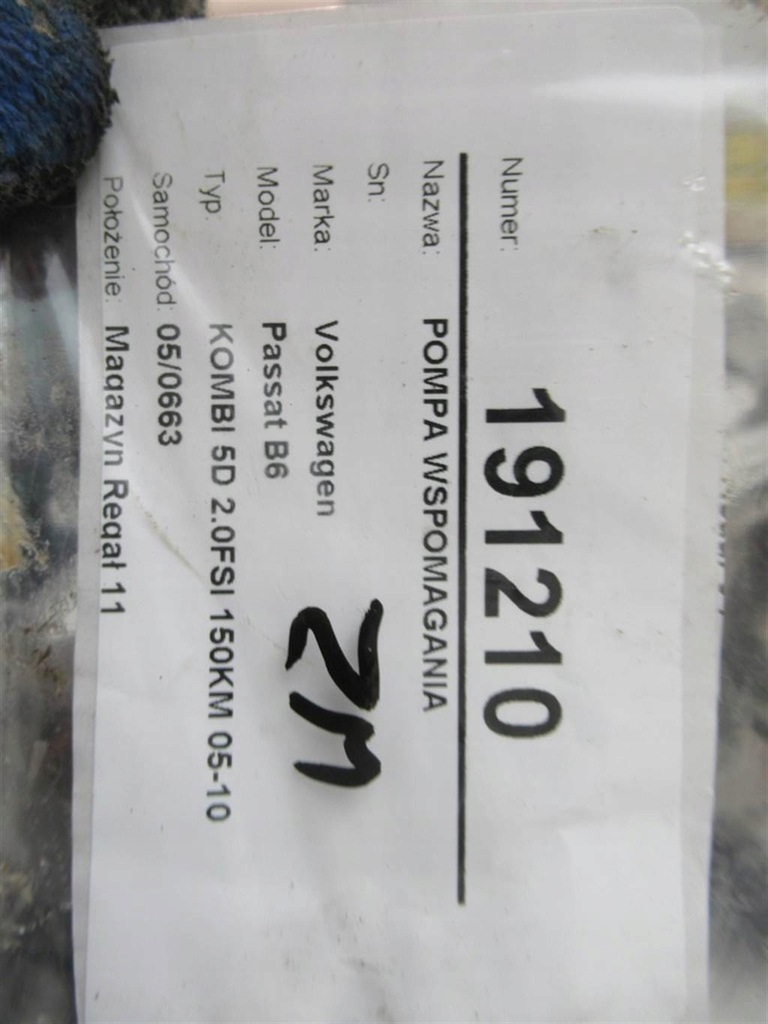 Numer: 191210
Nazwa: POMPA WSPOMAGANIA
Sn:
Marka: Volkswagen
Model: Passat B6
Typ: KOMBI 5D 2.0FSI 150KM 05-10
Samochód: 05/0663
Położenie: Magazyn Regał 11